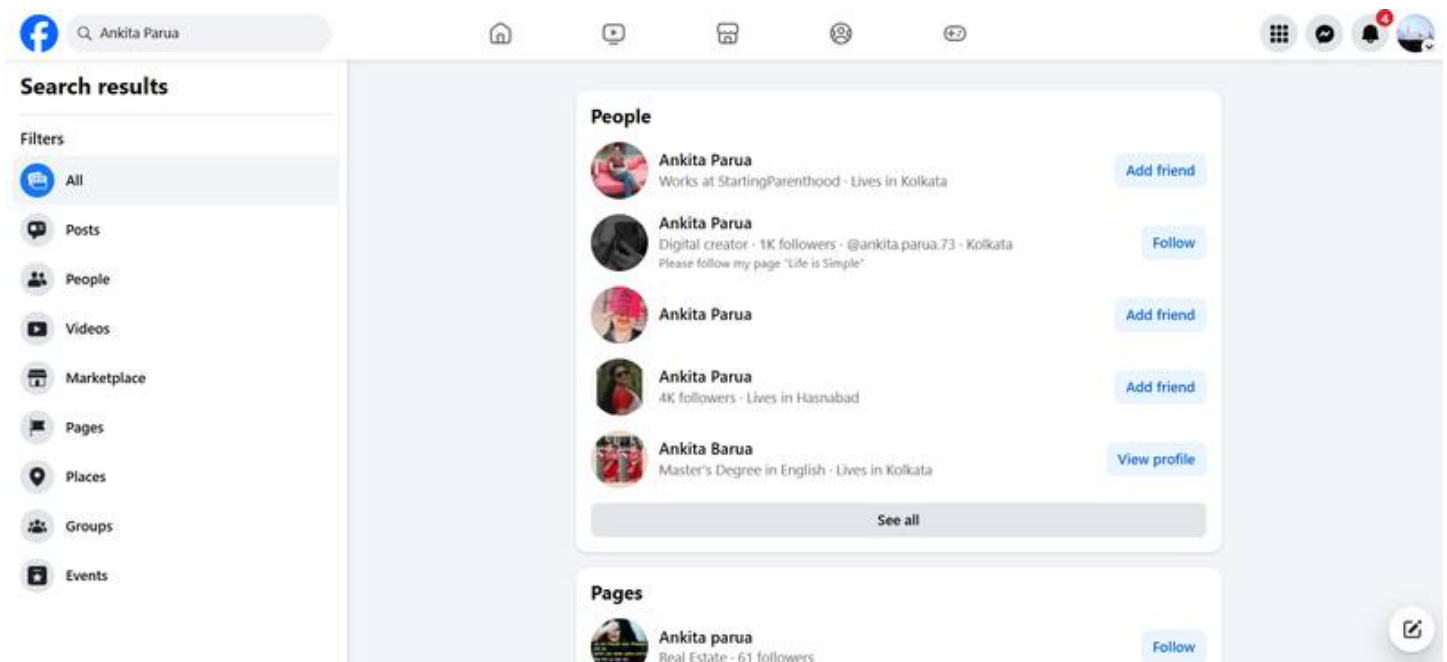 Ankita Parua
4
Search results
Filters
All
Posts
People
Videos
Marketplace
Pages
Places
Groups
Events
People
Ankita Parua
Works at StartingParenthood · Lives in Kolkata
Add friend
Ankita Parua
Digital creator · 1K followers · @ankita.parua.73 · Kolkata
Please follow my page "Life is Simple"
Follow
Ankita Parua
Add friend
Ankita Parua
4K followers · Lives in Hasnabad
Add friend
Ankita Barua
Master's Degree in English · Lives in Kolkata
View profile
See all
Pages
Ankita parua
Real Estate · 61 followers
Follow